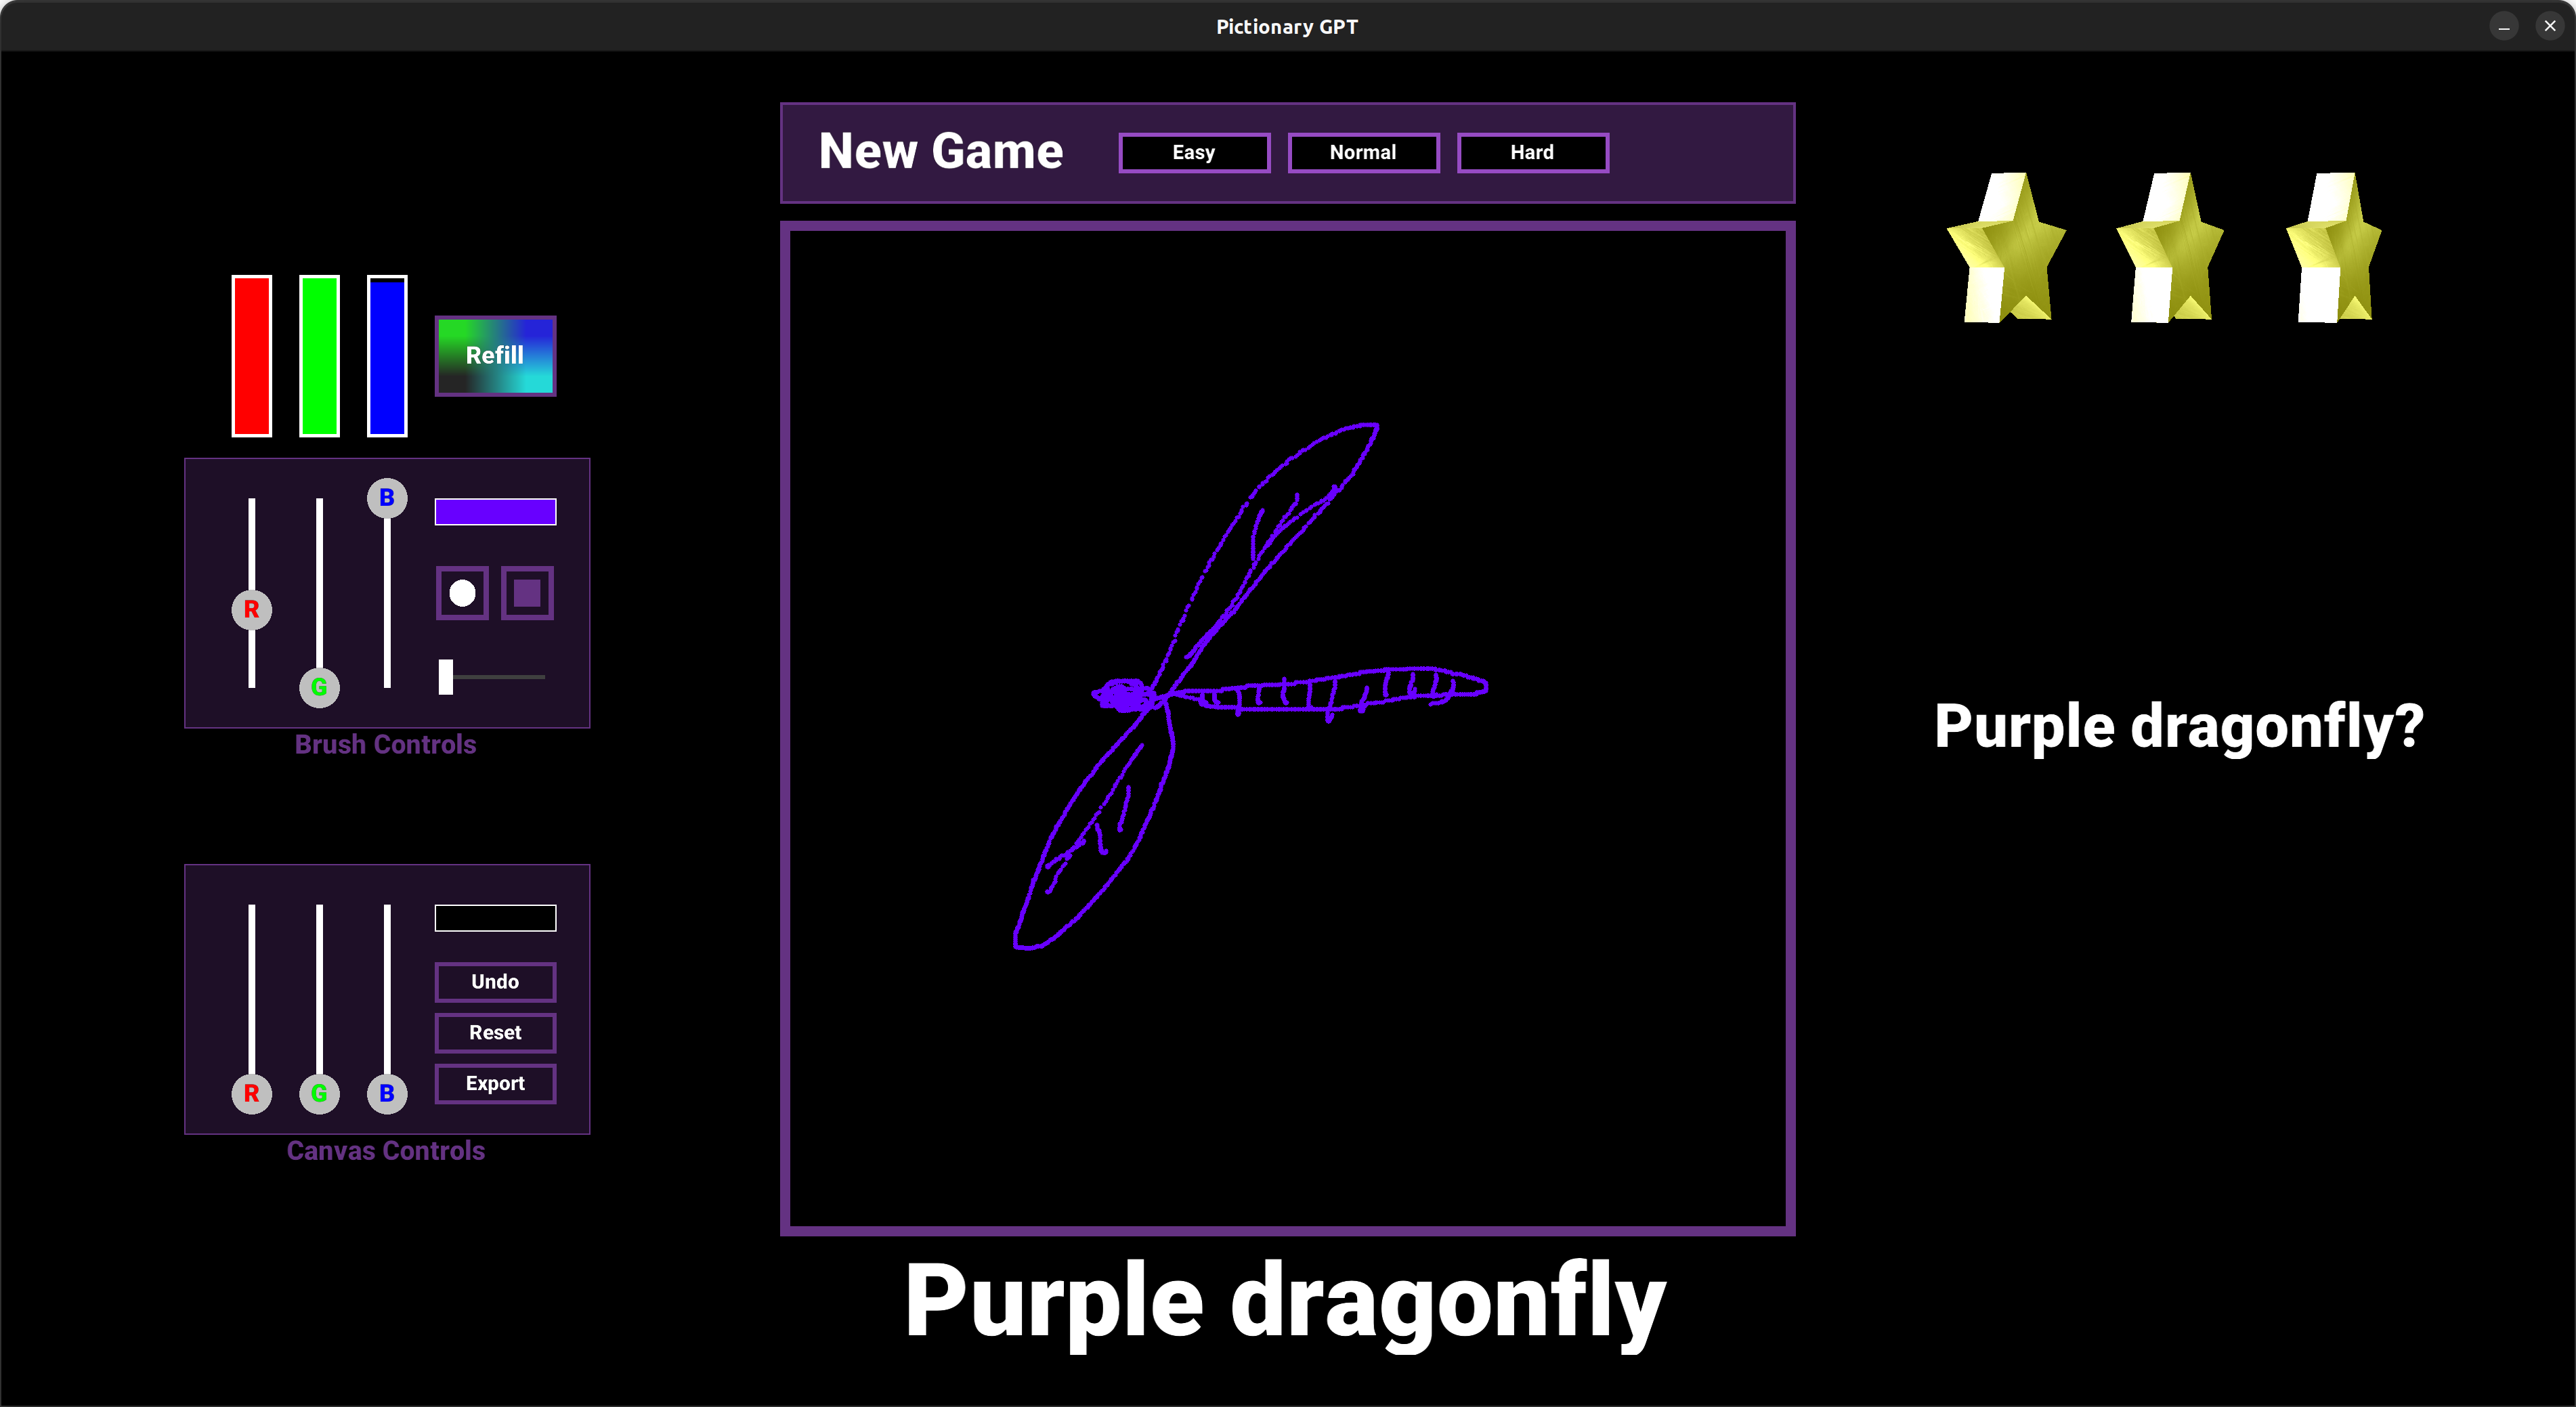 Pictionary GPT
New Game
Easy
Normal
Hard
Refill
R
G
B
Brush Controls
Purple dragonfly?
R
G
B
Undo
Reset
Export
Canvas Controls
Purple dragonfly